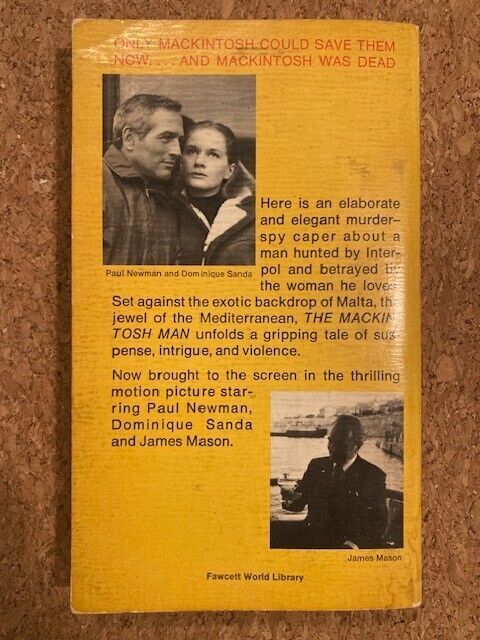 ONLY MACKINTOSH COULD SAVE THEM
NOW....AND MACKINTOSH WAS DEAD
Paul Newman and Dominique Sanda
Here is an elaborate
and elegant murder-
spy caper about a
man hunted by Inter-
pol and betrayed by
the woman he loves.
Set against the exotic backdrop of Malta, the
jewel of the Mediterranean, THE MACKIN
TOSH MAN unfolds a gripping tale of sus
pense, intrigue, and violence.
Now brought to the screen in the thrilling
motion picture star-
ring Paul Newman,
Dominique Sanda
and James Mason.
James Mason
Fawcett World Library